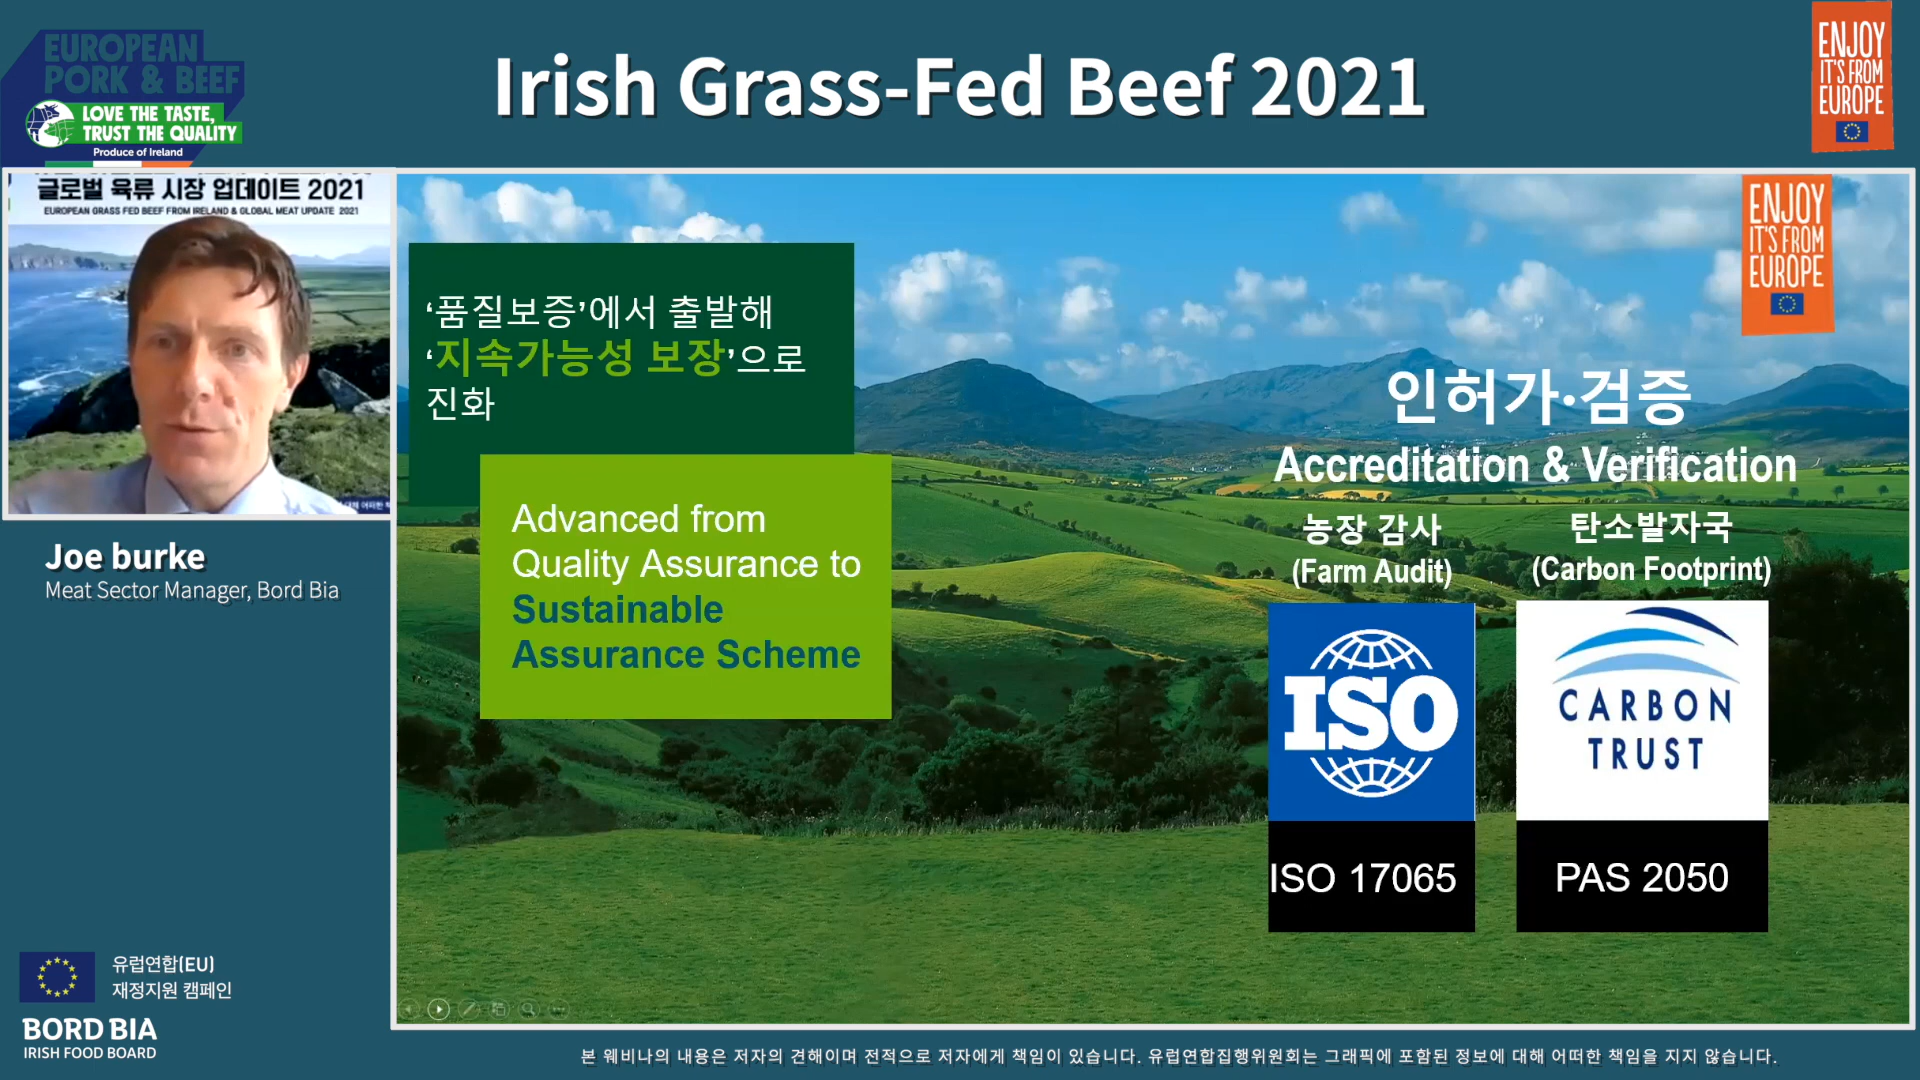 EUROPEAN
PORK & BEEF
LOVE THE TASTE,
TRUST THE QUALITY
Produce of Ireland
Irish Grass-Fed Beef 2021
ENJOY
IT'S FROM
EUROPE
글로벌 육류 시장 업데이트 2021
EUROPEAN GRASS FED BEEF FROM IRELAND & GLOBAL MEAT UPDATE 2021
Joe burke
Meat Sector Manager, Bord Bia
‘품질보증’에서 출발해
‘지속가능성 보장’으로
진화
Advanced from
Quality Assurance to
Sustainable
Assurance Scheme
ENJOY
IT'S FROM
EUROPE
인허가·검증
Accreditation & Verification
농장 감사
(Farm Audit)
탄소발자국
(Carbon Footprint)
ISO
CARBON
TRUST
ISO 17065
PAS 2050
유럽연합(EU)
재정지원 캠페인
BORD BIA
IRISH FOOD BOARD
본 웨비나의 내용은 저자의 견해이며 전적으로 저자에게 책임이 있습니다. 유럽연합집행위원회는 그래픽에 포함된 정보에 대해 어떠한 책임을 지지 않습니다.